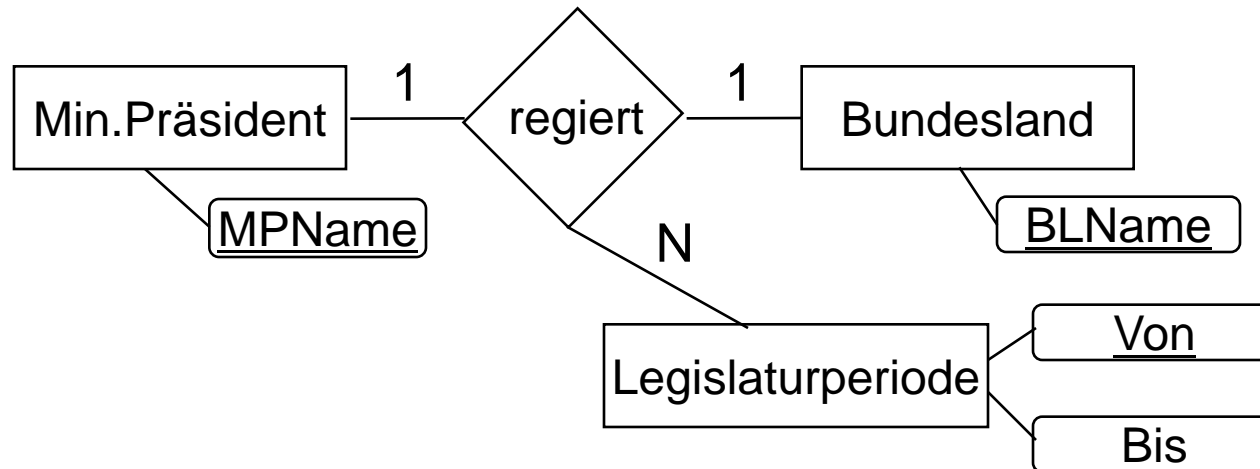 1
1
Min.Präsident
regiert
Bundesland
MPName
BLName
N
Von
Legislaturperiode
Bis